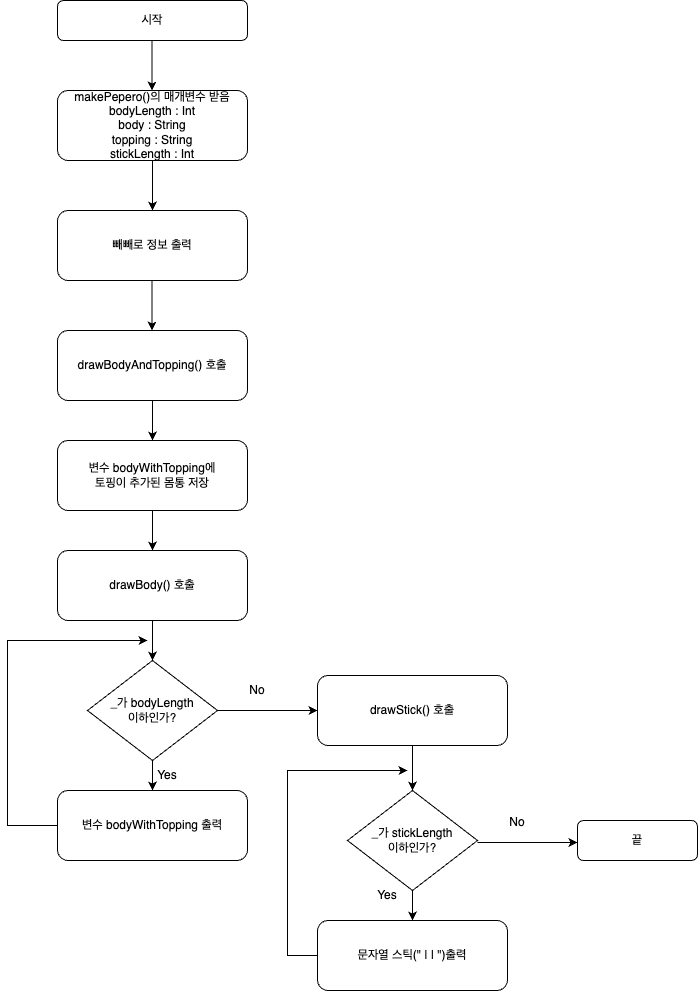 시작
makePepero()의 매개변수 받음
bodyLength : Int
body : String
topping : String
stickLength : Int
빼빼로 정보 출력
drawBodyAndTopping() 호출
변수 bodyWithTopping에
토핑이 추가된 몸통 저장
drawBody() 호출
_가 bodyLength
이하인가?
No
Yes
변수 bodyWithTopping 출력
drawStick() 호출
_가 stickLength
이하인가?
No
끝
Yes
문자열 스틱(" | | ")출력